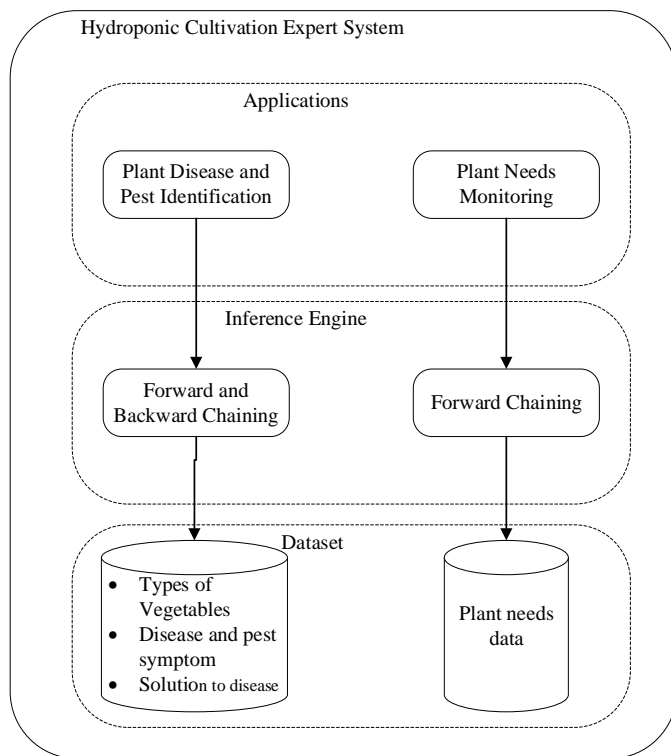 Hydroponic Cultivation Expert System
Applications
Plant Disease and
Pest Identification
Plant Needs
Monitoring
Inference Engine
Forward and
Backward Chaining
Forward Chaining
Dataset
• Types of
Vegetables
• Disease and pest
symptom
• Solution to disease
Plant needs
data